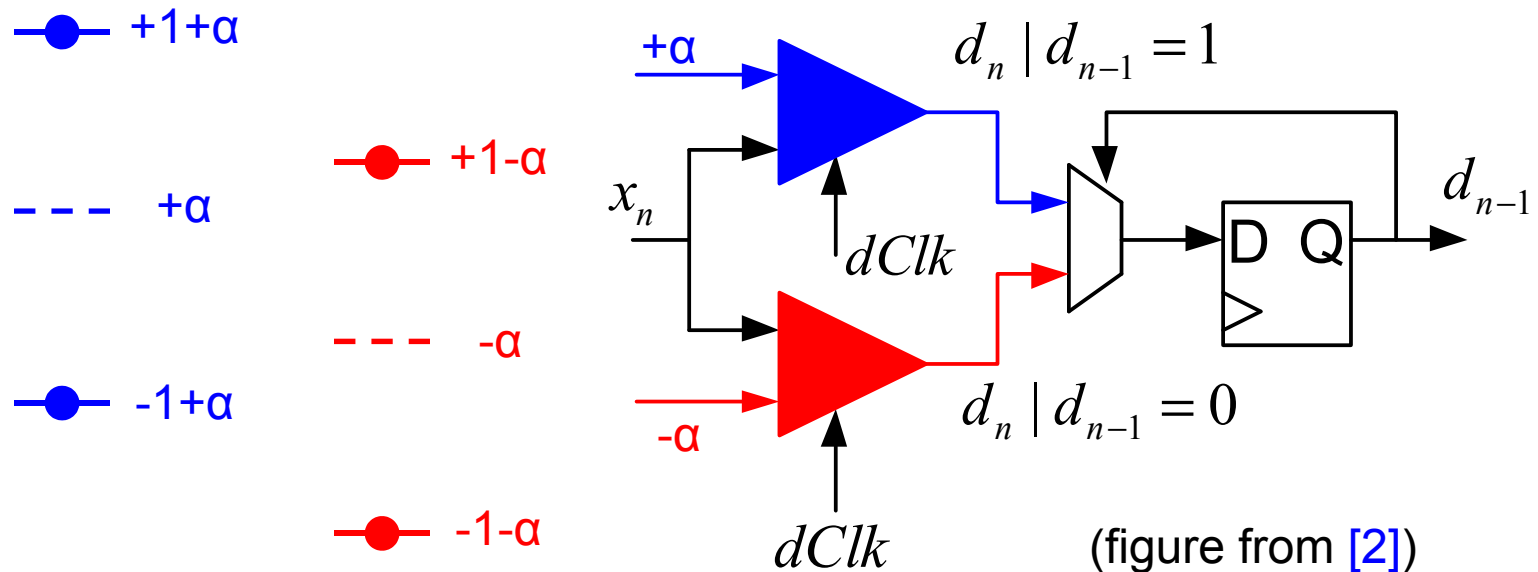 +1+α
+α
-1+α
+1-α
-α
-1-α
+α
x_n
-α
dClk
dClk
d_n | d_{n-1} = 1
d_n | d_{n-1} = 0
D Q
d_{n-1}
(figure from [2])